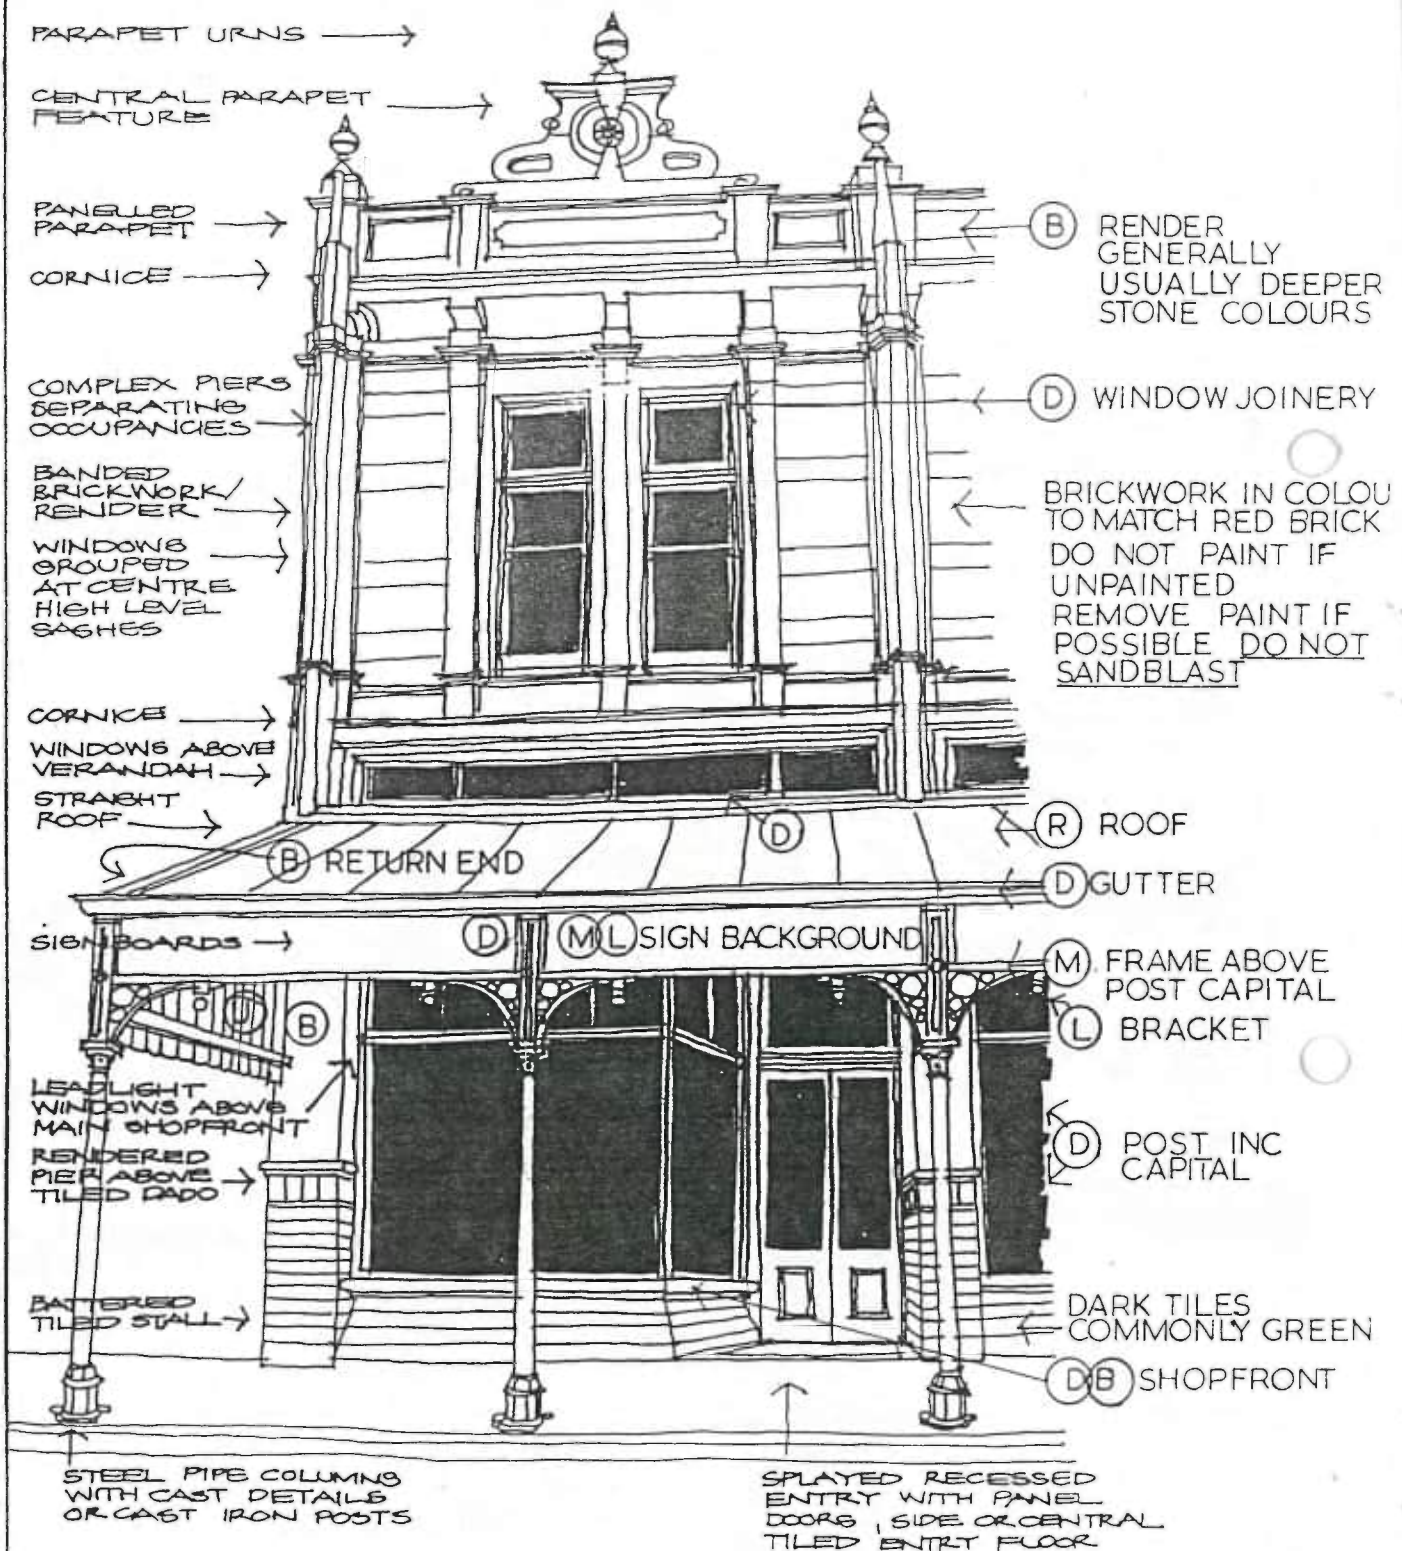 PARAPET URNS
CENTRAL PARAPET
FEATURE
PANELLED
PARAPET
CORNICE
COMPLEX PIERS
SEPARATING
OCCUPANCIES
BANDED
BRICKWORK/
RENDER
WINDOWS
GROUPED
AT CENTRE
HIGH LEVEL
SASHES
CORNICE
WINDOWS ABOVE
VERANDAH
STRAIGHT
ROOF
B RETURN END
SIGNBOARDS
D M L SIGN BACKGROUND
B
D
LEADLIGHT
WINDOWS ABOVE
MAIN SHOPFRONT
RENDERED
PIER ABOVE
TILED DADO
BATTERED
TILED STALL
STEEL PIPE COLUMNS
WITH CAST DETAILS
OR CAST IRON POSTS
B RENDER
GENERALLY
USUALLY DEEPER
STONE COLOURS
D WINDOW JOINERY
BRICKWORK IN COLOU
TO MATCH RED BRICK
DO NOT PAINT IF
UNPAINTED
REMOVE PAINT IF
POSSIBLE DO NOT
SANDBLAST
R ROOF
D GUTTER
M FRAME ABOVE
POST CAPITAL
L BRACKET
D POST INC
CAPITAL
DARK TILES
COMMONLY GREEN
D B SHOPFRONT
SPLAYED RECESSED
ENTRY WITH PANEL
DOORS, SIDE OR CENTRAL
TILED ENTRY FLOOR